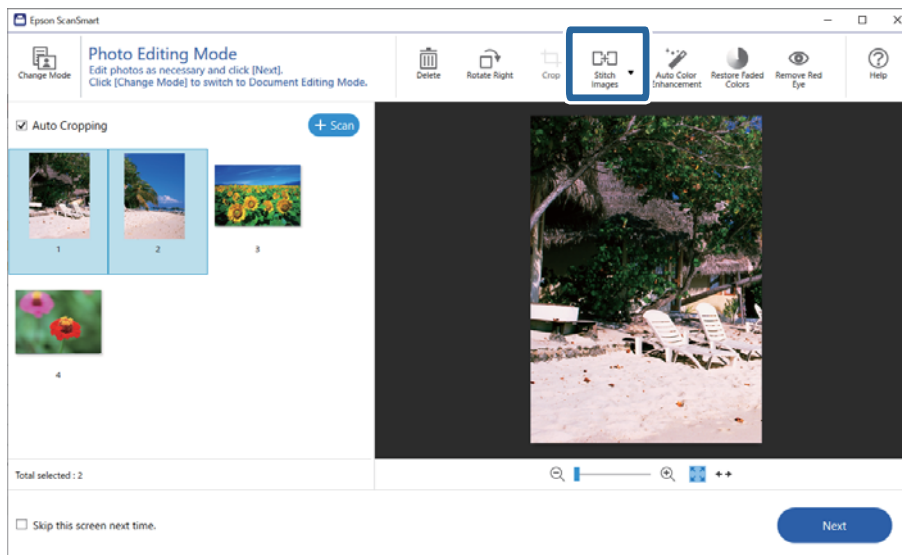 Epson ScanSmart
Change Mode
Photo Editing Mode
Edit photos as necessary and click [Next].
Click [Change Mode] to switch to Document Editing Mode.
Delete
Rotate Right
Crop
Stitch
Images
Auto Color
Enhancement
Restore Faded
Colors
Remove Red
Eye
Help
Auto Cropping
+ Scan
1
2
3
4
Total selected : 2
Skip this screen next time.
Next